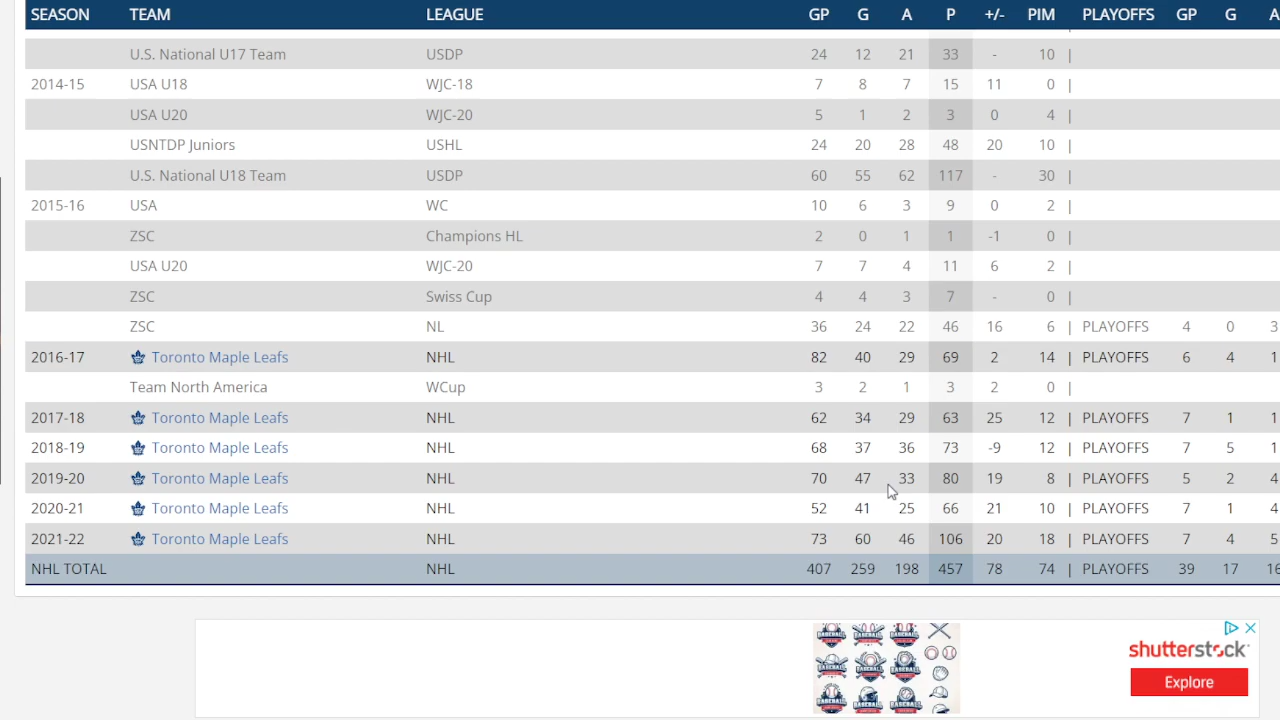 SEASON TEAM LEAGUE GP G A P +/- PIM PLAYOFFS GP G A
U.S. National U17 Team USDP 24 12 21 33 - 10 |
2014-15 USA U18 WJC-18 7 8 7 15 11 0 |
USA U20 WJC-20 5 1 2 3 0 4 |
USNTDP Juniors USHL 24 20 28 48 20 10 |
U.S. National U18 Team USDP 60 55 62 117 - 30 |
2015-16 USA WC 10 6 3 9 0 2 |
ZSC Champions HL 2 0 1 1 -1 0 |
USA U20 WJC-20 7 7 4 11 6 2 |
ZSC Swiss Cup 4 4 3 7 - 0 |
ZSC NL 36 24 22 46 16 6 | PLAYOFFS 4 0 3
2016-17 Toronto Maple Leafs NHL 82 40 29 69 2 14 | PLAYOFFS 6 4 1
Team North America WCup 3 2 1 3 2 0 |
2017-18 Toronto Maple Leafs NHL 62 34 29 63 25 12 | PLAYOFFS 7 1 1
2018-19 Toronto Maple Leafs NHL 68 37 36 73 -9 12 | PLAYOFFS 7 5 1
2019-20 Toronto Maple Leafs NHL 70 47 33 80 19 8 | PLAYOFFS 5 2 4
2020-21 Toronto Maple Leafs NHL 52 41 25 66 21 10 | PLAYOFFS 7 1 4
2021-22 Toronto Maple Leafs NHL 73 60 46 106 20 18 | PLAYOFFS 7 4 5
NHL TOTAL NHL 407 259 198 457 78 74 | PLAYOFFS 39 17 16
shutterstock
Explore